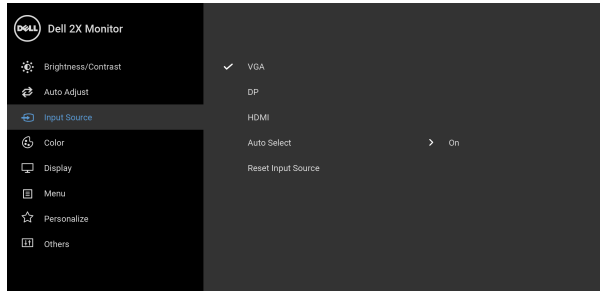 DELL Dell 2X Monitor
Brightness/Contrast
VGA
Auto Adjust
DP
Input Source
HDMI
Color
Auto Select
On
Display
Reset Input Source
Menu
Personalize
Others